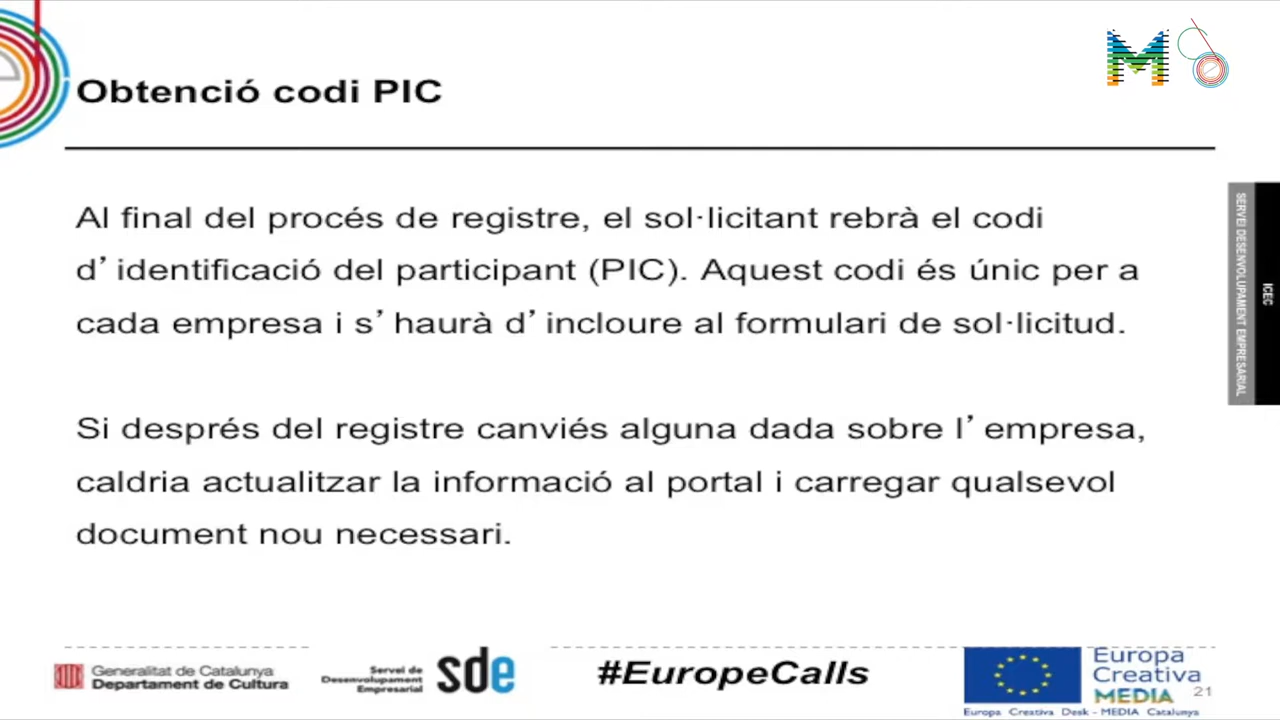 Obtenció codi PIC
Al final del procés de registre, el sol·licitant rebrà el codi
d’identificació del participant (PIC). Aquest codi és únic per a
cada empresa i s’haurà d’incloure al formulari de sol·licitud.
Si després del registre canviés alguna dada sobre l’empresa,
caldria actualitzar la informació al portal i carregar qualsevol
document nou necessari.
SERVEI DESENVOLUPAMENT EMPRESARIAL
ICEC
Generalitat de Catalunya
Departament de Cultura
Servei de
Desenvolupament
Empresarial
sde
#EuropeCalls
Europa
Creativa
MEDIA
Europa Creativa Desk - MEDIA Catalunya
21